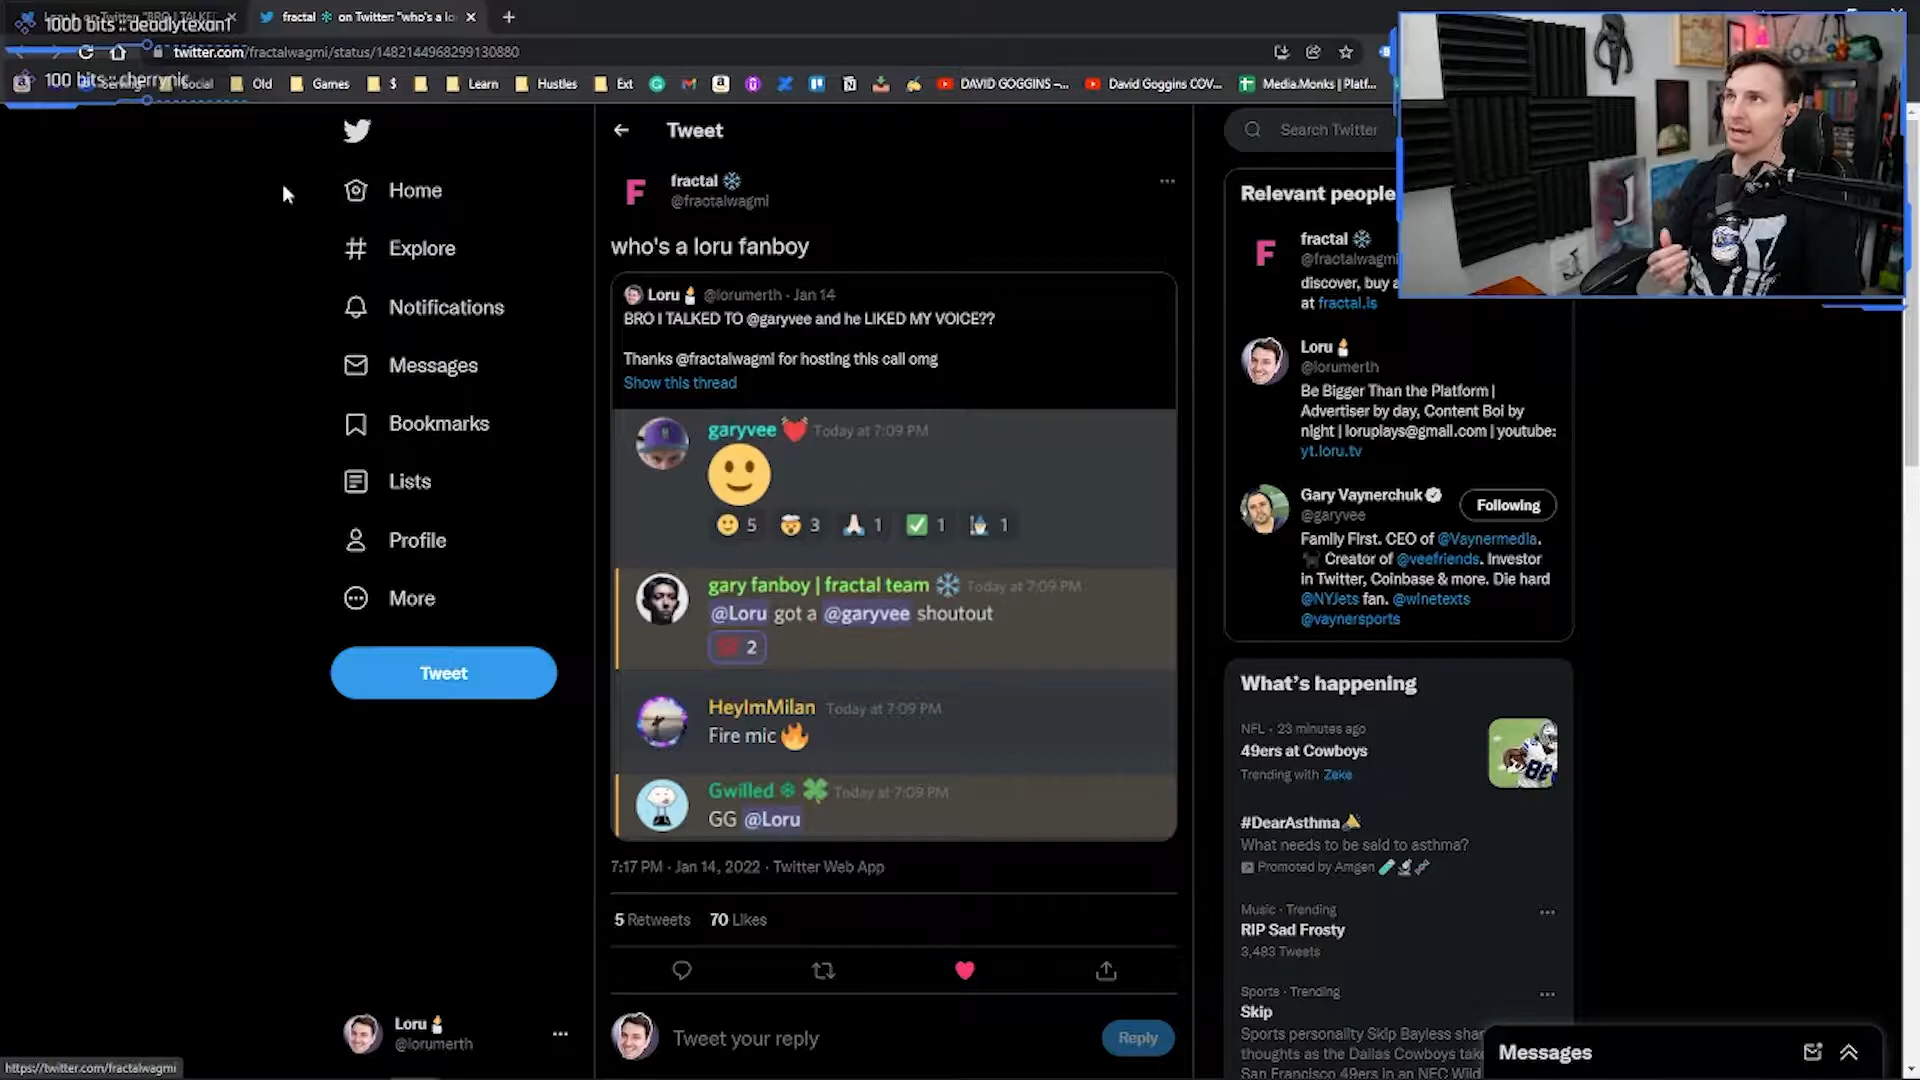 1000 bits :: deadlytexan1
100 bits :: cherrynic
fractal ❄ on Twitter: "who's a lo
twitter.com/fractalwagmi/status/1482144968299130880
Social
Old
Games
$
Learn
Hustles
Ext
DAVID GOGGINS –...
David Goggins COV...
Media.Monks | Platf...
Home
Explore
Notifications
Messages
Bookmarks
Lists
Profile
More
Tweet
Loru🕯
@lorumerth
https://twitter.com/fractalwagmi
Tweet
fractal ❄
@fractalwagmi
who's a loru fanboy
Loru🕯 @lorumerth · Jan 14
BRO I TALKED TO @garyvee and he LIKED MY VOICE??
Thanks @fractalwagmi for hosting this call omg
Show this thread
garyvee 💓 Today at 7:09 PM
🙂
🙂 5 🤯 3 🙏🏻 1 ✅ 1 1
gary fanboy | fractal team ❄ Today at 7:09 PM
@Loru got a @garyvee shoutout
2
HeyImMilan Today at 7:09 PM
Fire mic 🔥
Gwilled ❄ 🍀 Today at 7:09 PM
GG @Loru
7:17 PM · Jan 14, 2022 · Twitter Web App
5 Retweets 70 Likes
Tweet your reply
Reply
Search Twitter
Relevant people
fractal ❄
@fractalwagmi
discover, buy a
at fractal.is
Loru🕯
@lorumerth
Be Bigger Than the Platform |
Advertiser by day, Content Boi by
night | loruplays@gmail.com | youtube:
yt.loru.tv
Gary Vaynerchuk
@garyvee
Following
Family First. CEO of @Vaynermedia.
Creator of @veefriends. Investor
in Twitter, Coinbase & more. Die hard
@NYJets fan. @winetexts
@vaynersports
What's happening
NFL · 23 minutes ago
49ers at Cowboys
Trending with Zeke
#DearAsthma
What needs to be said to asthma?
Promoted by Amgen
Music · Trending
RIP Sad Frosty
3,483 Tweets
Sports · Trending
Skip
Sports personality Skip Bayless shar
thoughts as the Dallas Cowboys tak
San Francisco 49ers in an NFC Wild
Messages